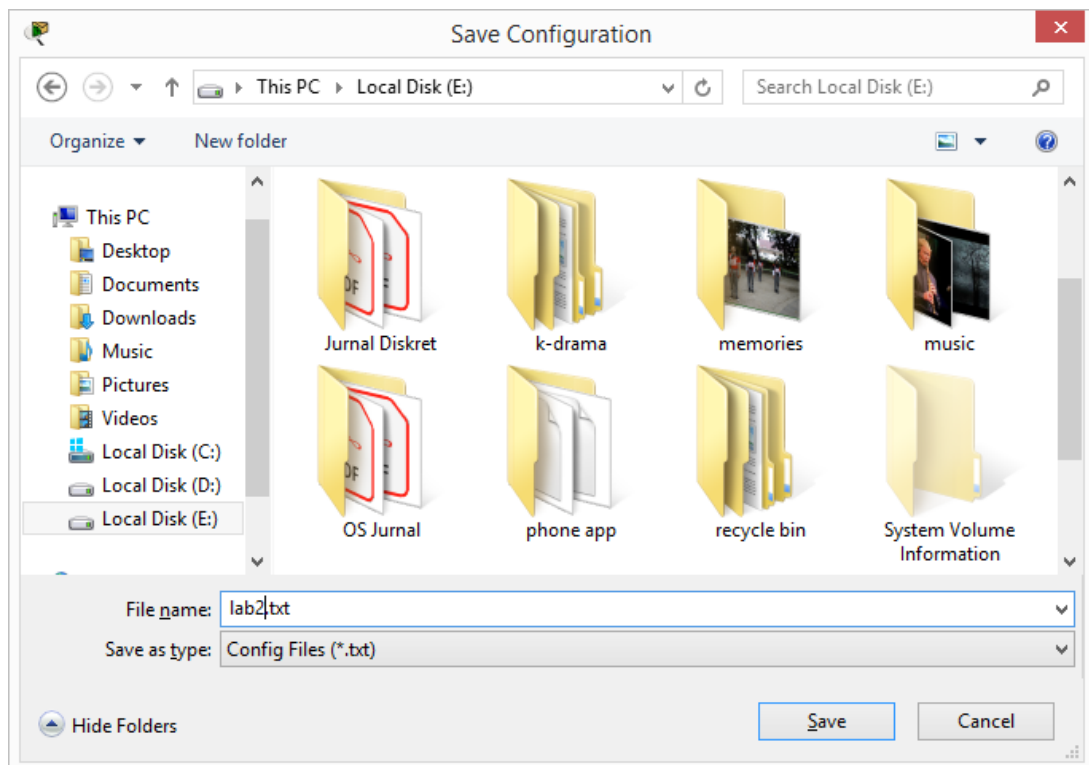 Save Configuration
This PC Local Disk (E:)
Search Local Disk (E:)
Organize
New folder
This PC
Desktop
Documents
Downloads
Music
Pictures
Videos
Local Disk (C:)
Local Disk (D:)
Local Disk (E:)
Jurnal Diskret
k-drama
memories
music
OS Jurnal
phone app
recycle bin
System Volume
Information
File name: lab2.txt
Save as type: Config Files (*.txt)
Hide Folders
Save
Cancel